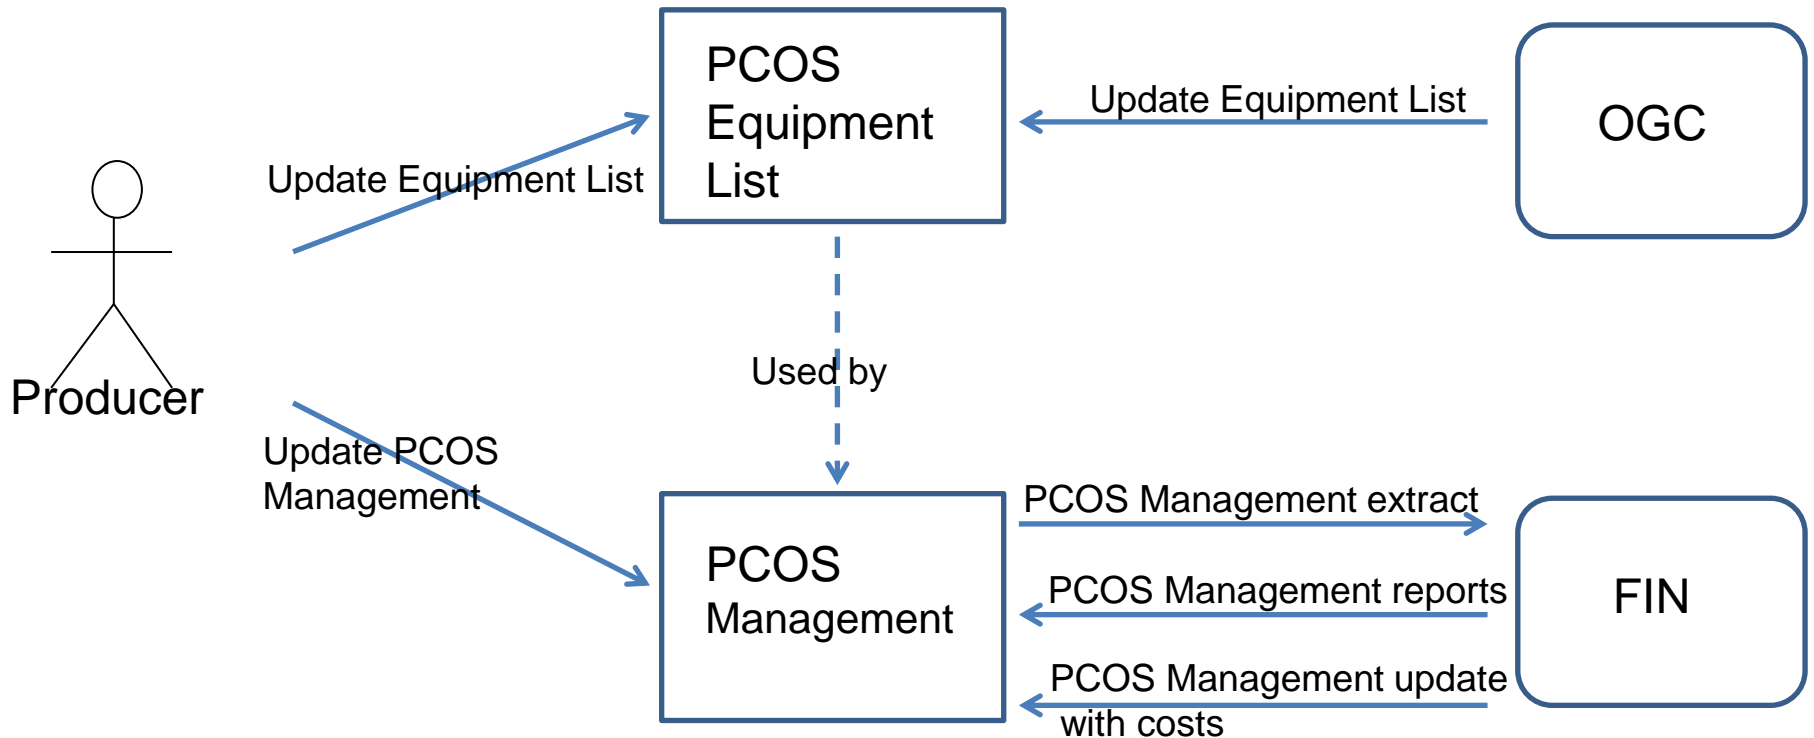 PCOS
Equipment
List
Update Equipment List
OGC
Update Equipment List
Producer
Used by
Update PCOS
Management
PCOS
Management
PCOS Management extract
PCOS Management reports
FIN
PCOS Management update
with costs